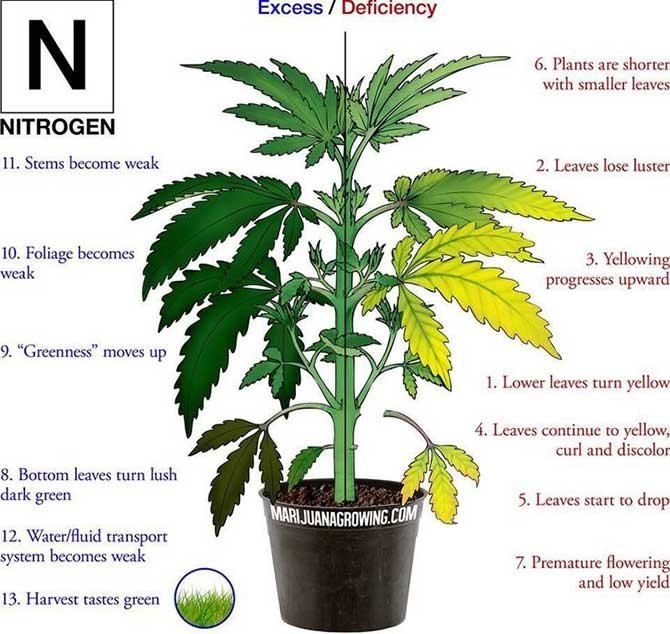 N
NITROGEN
Excess / Deficiency
11. Stems become weak
10. Foliage becomes
weak
9. “Greenness” moves up
8. Bottom leaves turn lush
dark green
12. Water/fluid transport
system becomes weak
13. Harvest tastes green
6. Plants are shorter
with smaller leaves
2. Leaves lose luster
3. Yellowing
progresses upward
1. Lower leaves turn yellow
4. Leaves continue to yellow,
curl and discolor
5. Leaves start to drop
7. Premature flowering
and low yield
MARIJUANAGROWING.COM